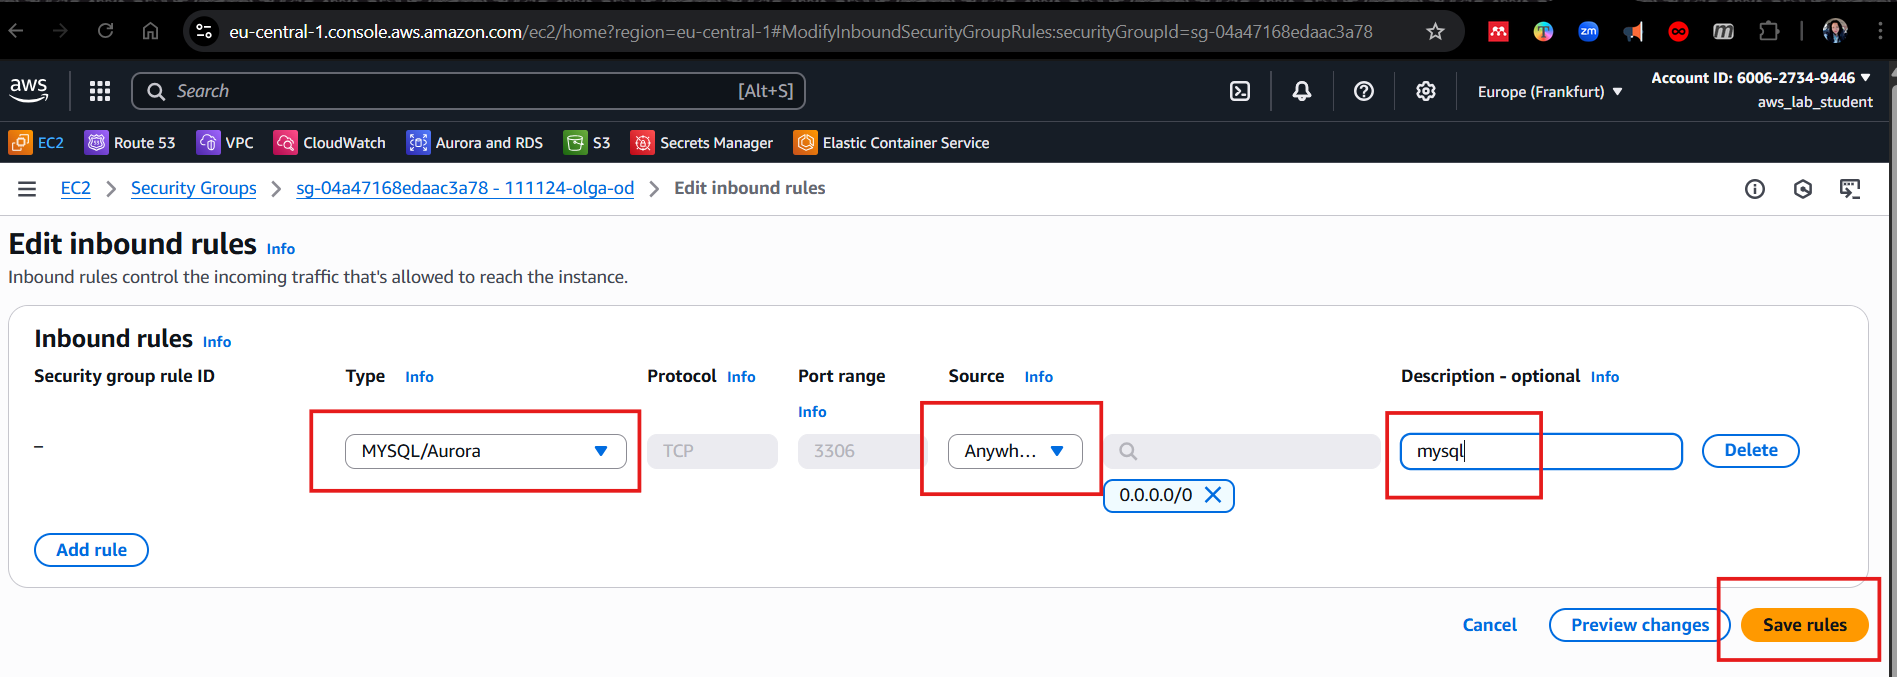 eu-central-1.console.aws.amazon.com/ec2/home?region=eu-central-1#ModifyInboundSecurityGroupRules:securityGroupId=sg-04a47168edaac3a78
zm
m
aws
Search
[Alt+S]
Europe (Frankfurt)
Account ID: 6006-2734-9446
aws_lab_student
EC2
Route 53
VPC
CloudWatch
Aurora and RDS
S3
Secrets Manager
Elastic Container Service
EC2
Security Groups
sg-04a47168edaac3a78 - 111124-olga-od
Edit inbound rules
Edit inbound rules Info
Inbound rules control the incoming traffic that's allowed to reach the instance.
Inbound rules Info
Security group rule ID
Type Info
Protocol Info
Port range
Info
Source Info
Description - optional Info
–
MYSQL/Aurora
TCP
3306
Anywh...
mysql
Delete
0.0.0.0/0
Add rule
Cancel
Preview changes
Save rules